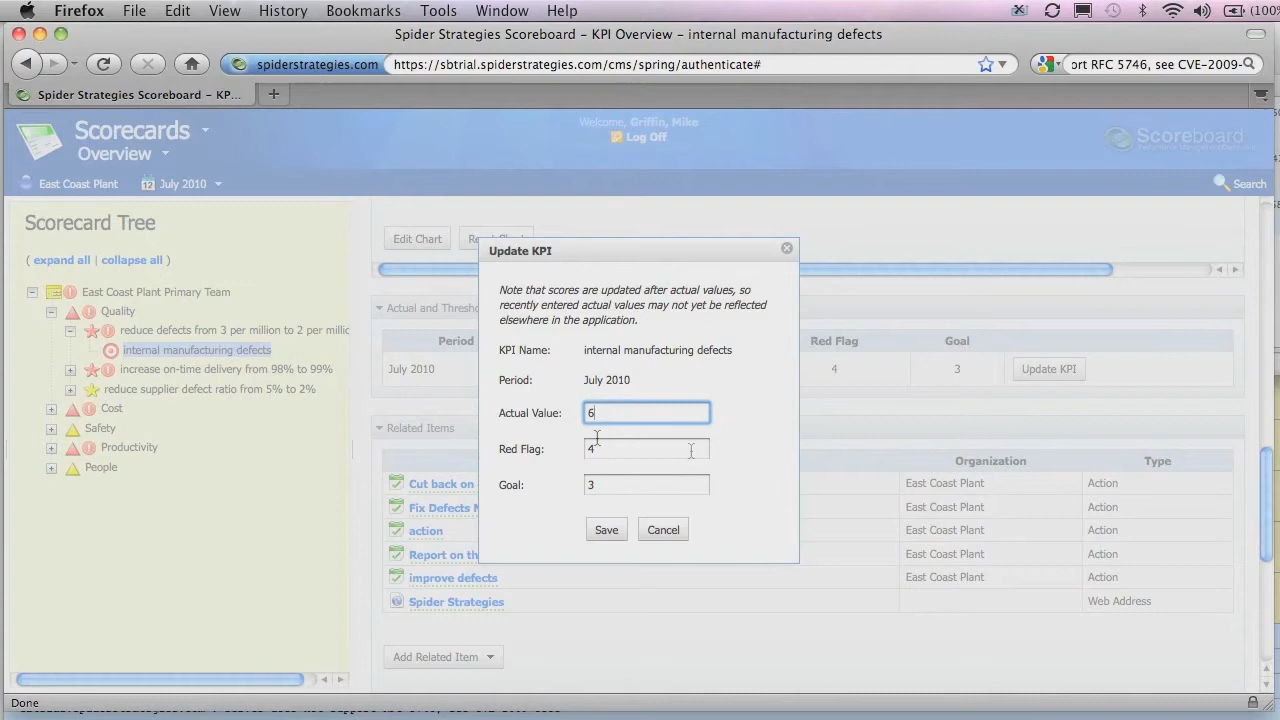 Firefox File Edit View History Bookmarks Tools Window Help
Spider Strategies Scoreboard – KPI Overview – internal manufacturing defects
spiderstrategies.com https://sbtrial.spiderstrategies.com/cms/spring/authenticate# ort RFC 5746, see CVE-2009-
Spider Strategies Scoreboard – KP...
Scorecards
Overview
Welcome, Griffin, Mike
Log Off
Scoreboard
East Coast Plant July 2010 Search
Scorecard Tree
( expand all | collapse all )
East Coast Plant Primary Team
Quality
reduce defects from 3 per million to 2 per millic
internal manufacturing defects
increase on-time delivery from 98% to 99%
reduce supplier defect ratio from 5% to 2%
Cost
Safety
Productivity
People
Edit Chart
Update KPI
Note that scores are updated after actual values, so
recently entered actual values may not yet be reflected
elsewhere in the application.
KPI Name: internal manufacturing defects
Period: July 2010
Actual Value: 6
Red Flag: 4
Goal: 3
Save Cancel
Actual and Thresho
Period Red Flag Goal
July 2010 4 3 Update KPI
Related Items
Organization Type
Cut back on East Coast Plant Action
Fix Defects East Coast Plant Action
action East Coast Plant Action
Report on th East Coast Plant Action
improve defects East Coast Plant Action
Spider Strategies Web Address
Add Related Item
Done